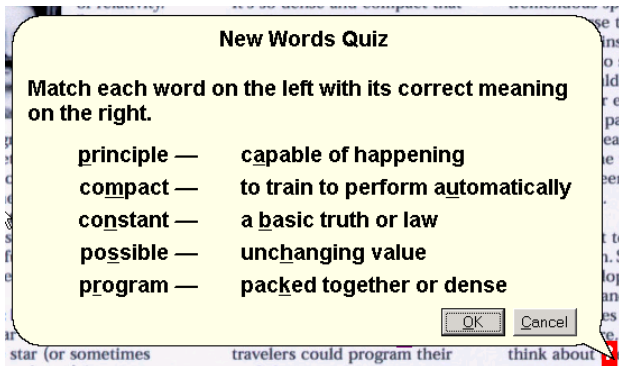 of relativity.
New Words Quiz
Match each word on the left with its correct meaning
on the right.
principle — capable of happening
compact — to train to perform automatically
constant — a basic truth or law
possible — unchanging value
program — packed together or dense
OK Cancel
star (or sometimes travelers could program their think about